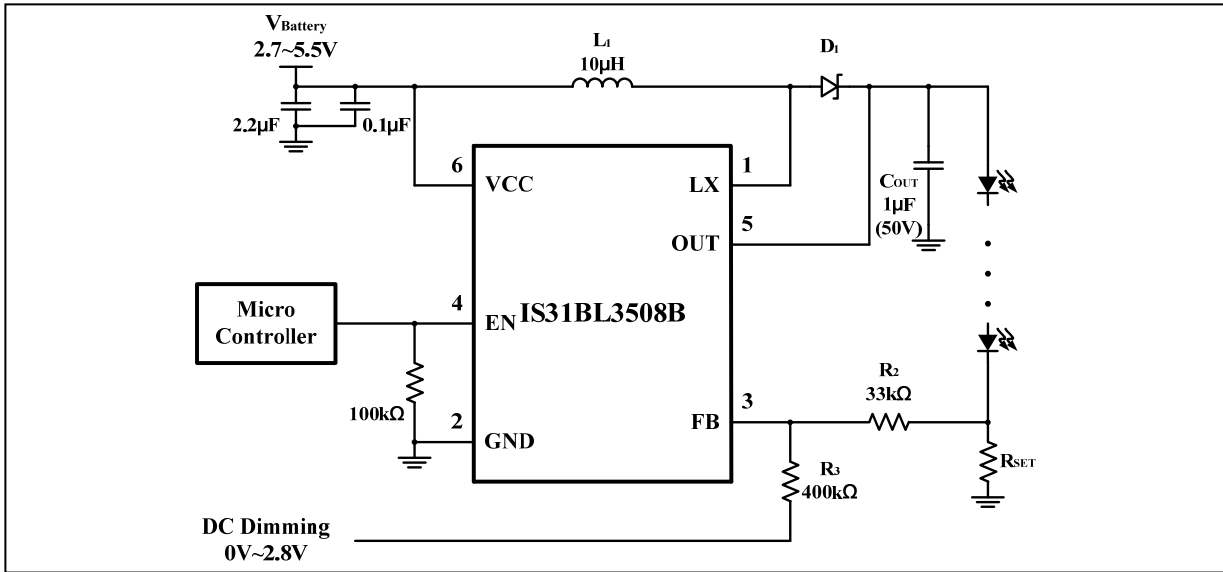 VBattery
2.7~5.5V
L1
10µH
D1
2.2µF
0.1µF
6
VCC
1
LX
COUT
1µF
(50V)
5
OUT
Micro
Controller
4
EN
IS31BL3508B
R2
33kΩ
100kΩ
2
GND
3
FB
RSET
R3
400kΩ
DC Dimming
0V~2.8V